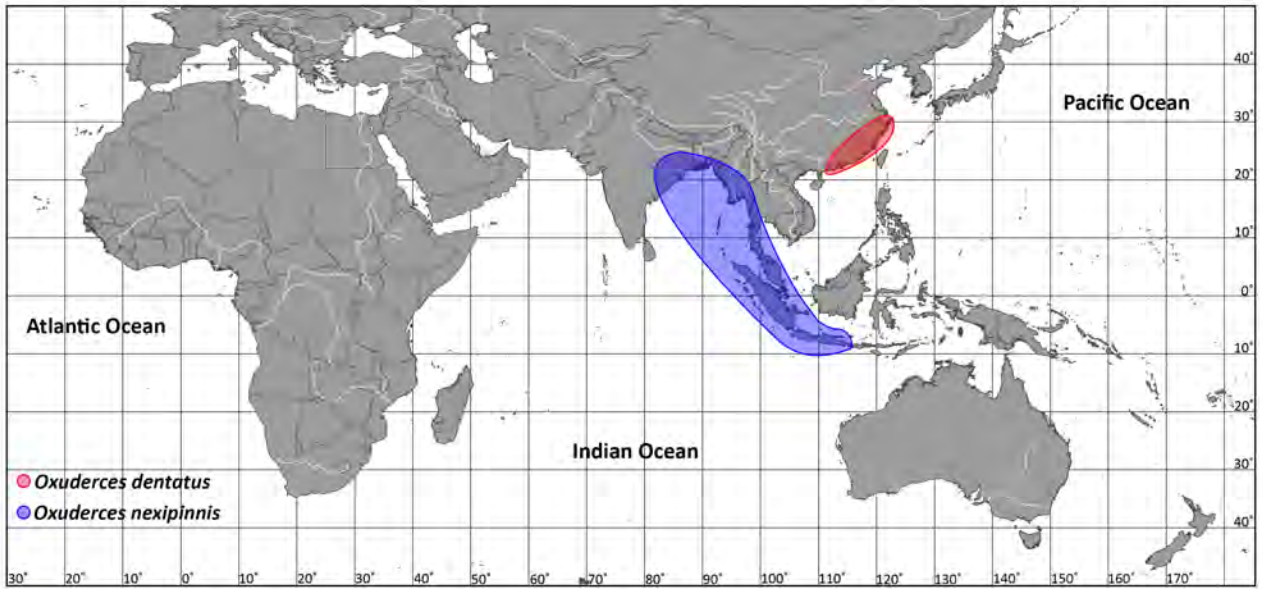 40°
Pacific Ocean
30°
20°
10°
0°
Atlantic Ocean
10°
20°
Indian Ocean
30°
Oxuderces dentatus
Oxuderces nexipinnis
40°
30° 20° 10° 0° 10° 20° 30° 40° 50° 60° 70° 80° 90° 100° 110° 120° 130° 140° 150° 160° 170°